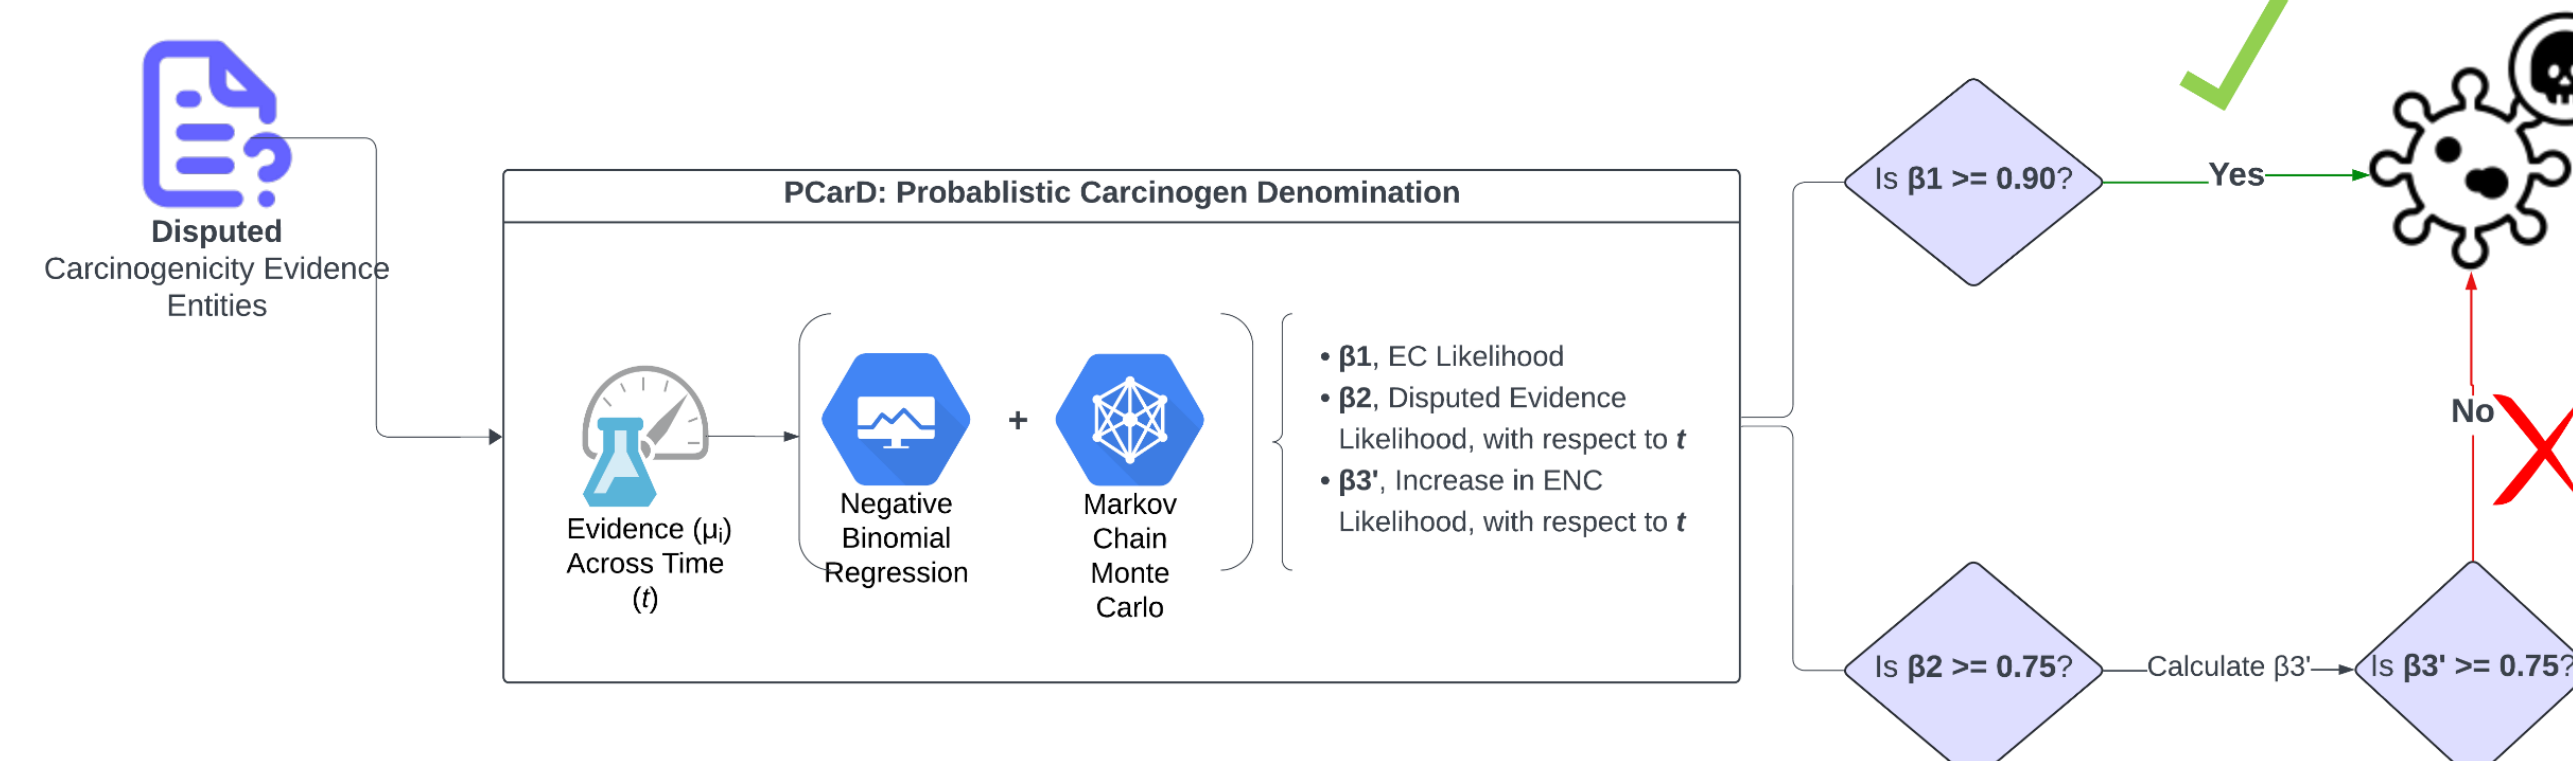 Disputed
Carcinogenicity Evidence
Entities
PCarD: Probablistic Carcinogen Denomination
Evidence (μᵢ)
Across Time
(t)
Negative
Binomial
Regression
+
Markov
Chain
Monte
Carlo
• β1, EC Likelihood
• β2, Disputed Evidence
Likelihood, with respect to t
• β3', Increase in ENC
Likelihood, with respect to t
Is β1 >= 0.90?
Yes
No
Is β2 >= 0.75?
Calculate β3'
Is β3' >= 0.75?